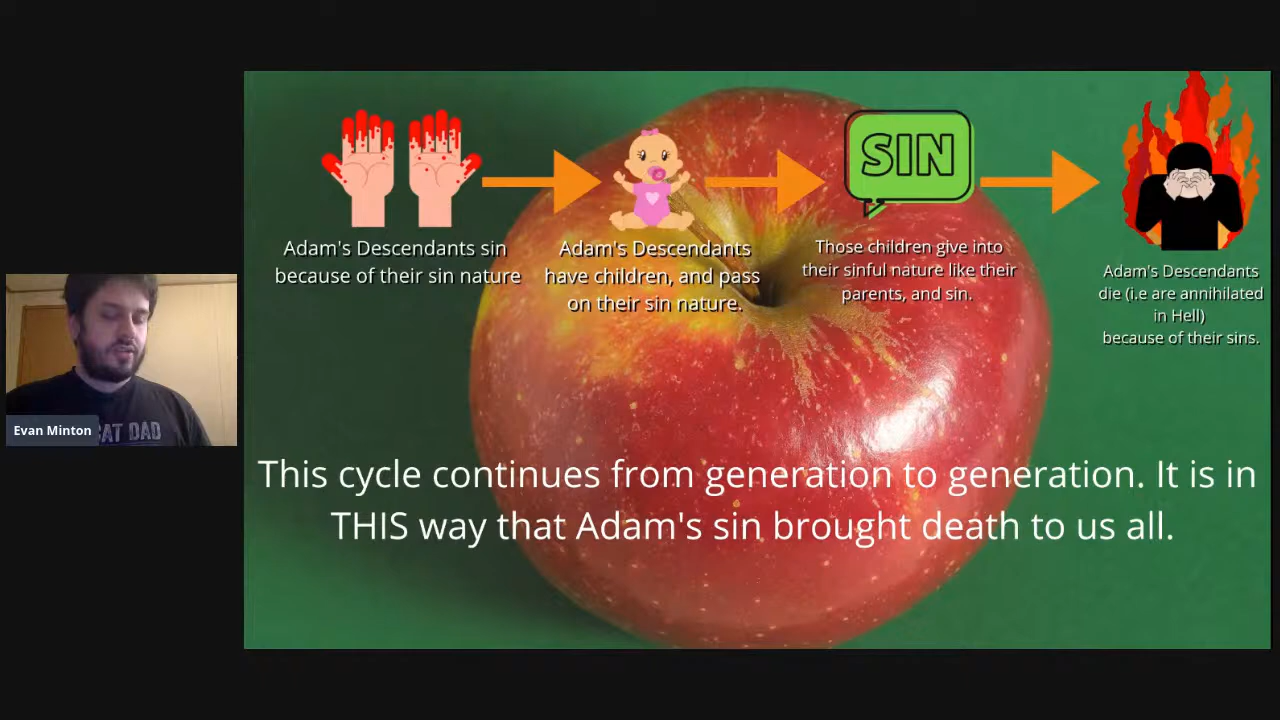 Adam's Descendants sin
because of their sin nature
Adam's Descendants
have children, and pass
on their sin nature.
SIN
Those children give into
their sinful nature like their
parents, and sin.
Adam's Descendants
die (i.e are annihilated
in Hell)
because of their sins.
This cycle continues from generation to generation. It is in
THIS way that Adam's sin brought death to us all.
Evan Minton
CAT DAD